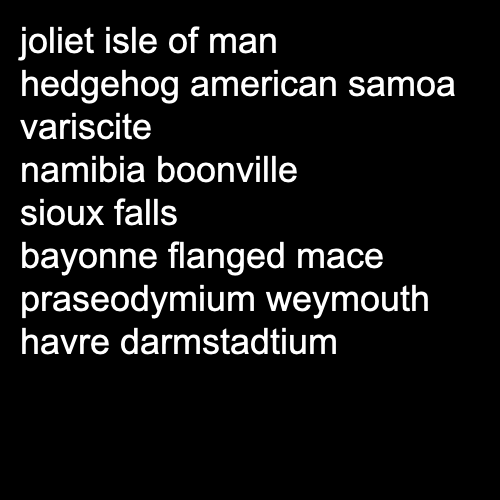 joliet isle of man
hedgehog american samoa
variscite
namibia boonville
sioux falls
bayonne flanged mace
praseodymium weymouth
havre darmstadtium